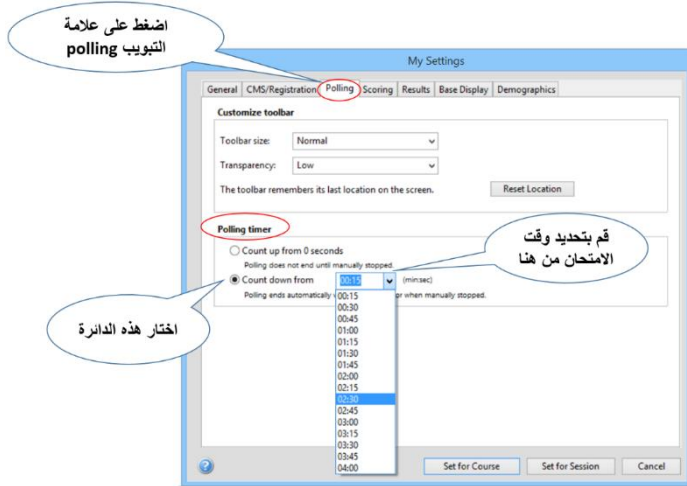 اضغط على علامة
التبويب polling
My Settings
General CMS/Registration Polling Scoring Results Base Display Demographics
Customize toolbar
Toolbar size: Normal
Transparency: Low
The toolbar remembers its last location on the screen. Reset Location
Polling timer
قم بتحديد وقت
الامتحان من هنا
Count up from 0 seconds
Polling does not end until manually stopped.
Count down from 00:15 (min:sec)
Polling ends automatically or when manually stopped.
اختار هذه الدائرة
00:15
00:30
00:45
01:00
01:15
01:30
01:45
02:00
02:15
02:30
02:45
03:00
03:15
03:30
03:45
04:00
? Set for Course Set for Session Cancel